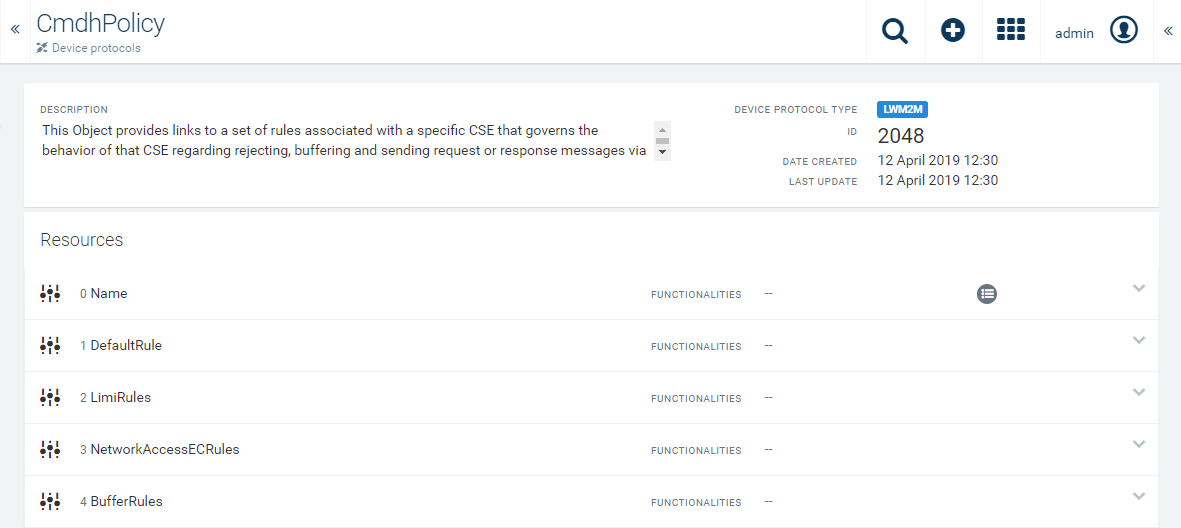 CmdhPolicy
Device protocols
admin
DESCRIPTION
This Object provides links to a set of rules associated with a specific CSE that governs the
behavior of that CSE regarding rejecting, buffering and sending request or response messages via
DEVICE PROTOCOL TYPE LWM2M
ID 2048
DATE CREATED 12 April 2019 12:30
LAST UPDATE 12 April 2019 12:30
Resources
0 Name FUNCTIONALITIES --
1 DefaultRule FUNCTIONALITIES --
2 LimiRules FUNCTIONALITIES --
3 NetworkAccessECRules FUNCTIONALITIES --
4 BufferRules FUNCTIONALITIES --